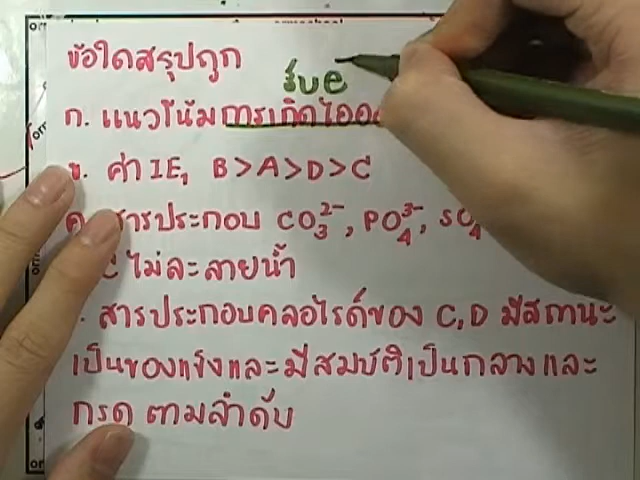 ข้อใดสรุปถูก
รับe
ก. แนวโน้มการเกิดไออ
ข. ค่า IE₁ B>A>D>C
ค. สารประกอบ CO₃²⁻, PO₄³⁻, SO₄
C ไม่ละลายน้ำ
. สารประกอบคลอไรด์ของ C,D มีสถานะ
เป็นของแข็งและมีสมบัติเป็นกลางและ
กรด ตามลำดับ